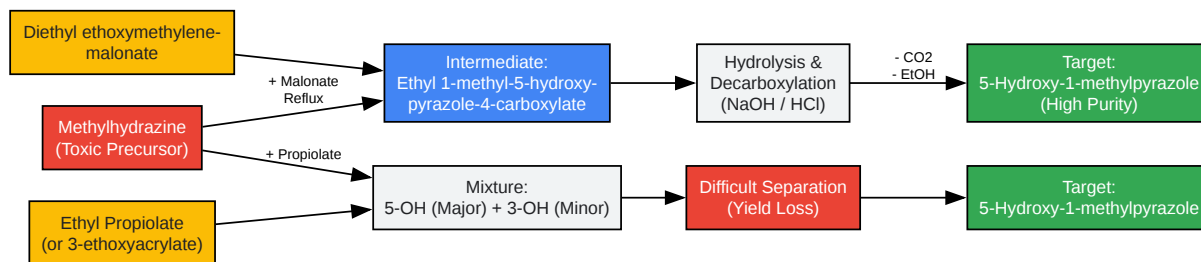 Diethyl ethoxymethylene-
malonate
+ Malonate
Reflux
Intermediate:
Ethyl 1-methyl-5-hydroxy-
pyrazole-4-carboxylate
Hydrolysis &
Decarboxylation
(NaOH / HCl)
- CO2
- EtOH
Target:
5-Hydroxy-1-methylpyrazole
(High Purity)
Methylhydrazine
(Toxic Precursor)
+ Propiolate
Mixture:
5-OH (Major) + 3-OH (Minor)
Difficult Separation
(Yield Loss)
Target:
5-Hydroxy-1-methylpyrazole
Ethyl Propiolate
(or 3-ethoxyacrylate)